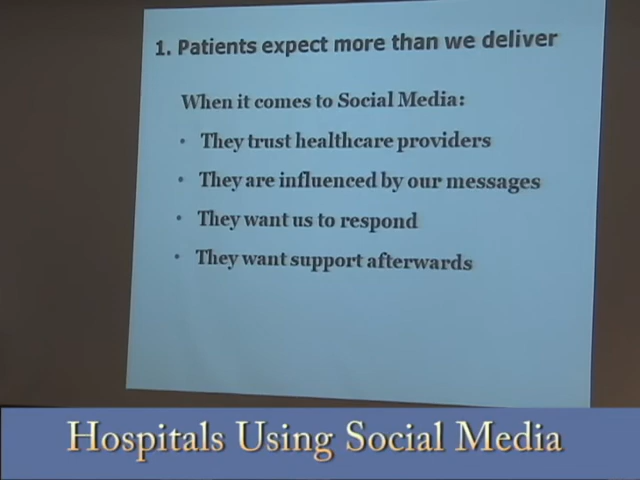 1. Patients expect more than we deliver
When it comes to Social Media:
• They trust healthcare providers
• They are influenced by our messages
• They want us to respond
• They want support afterwards
Hospitals Using Social Media